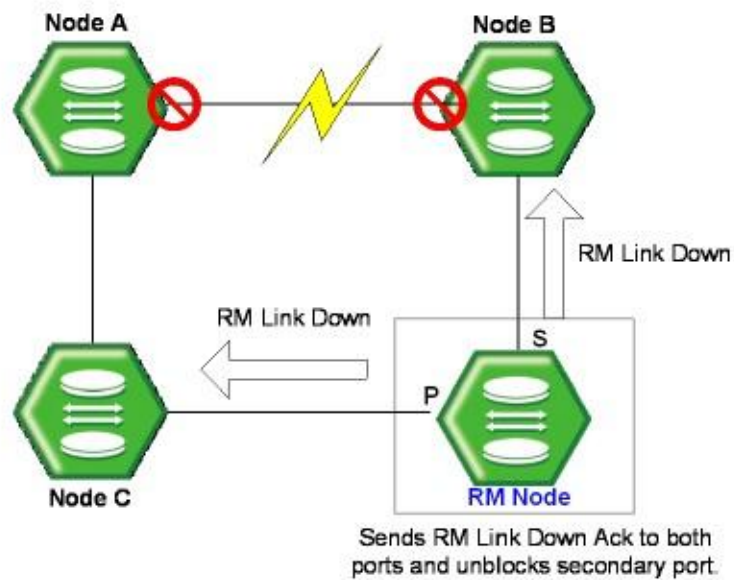 Node A
Node B
RM Link Down
RM Link Down
S
P
Node C
RM Node
Sends RM Link Down Ack to both
ports and unblocks secondary port.